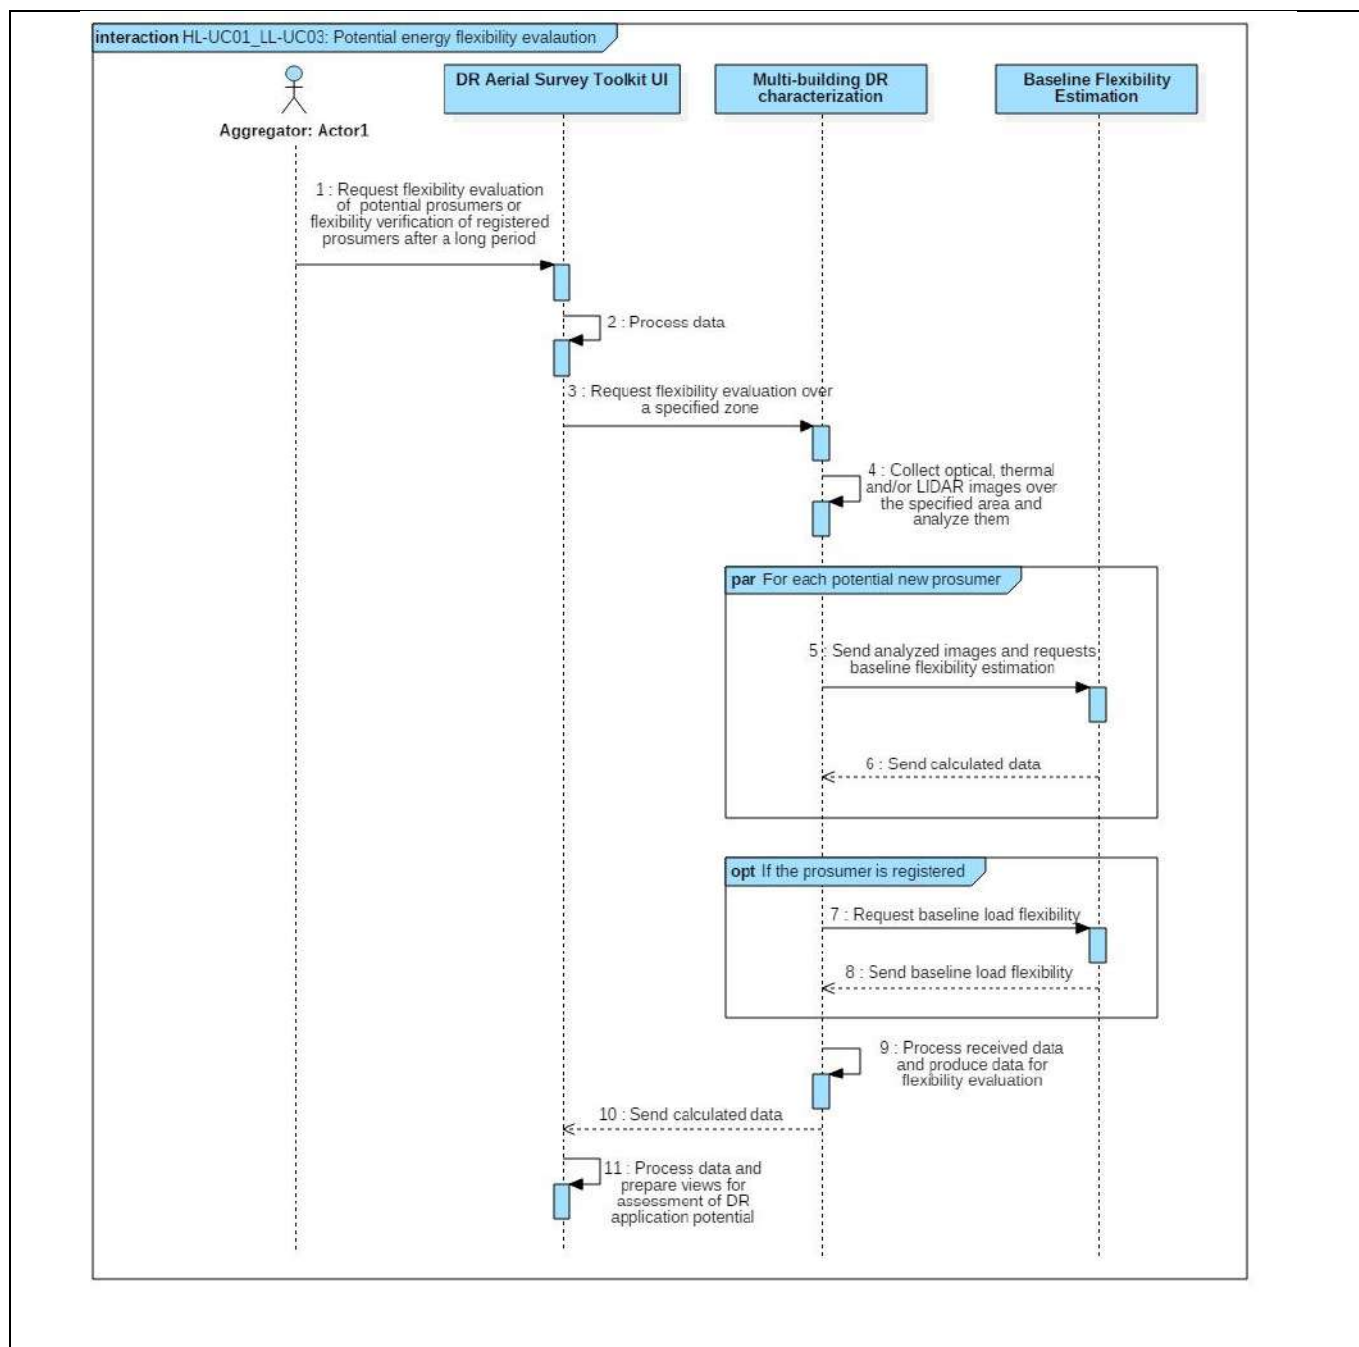 interaction HL-UC01_LL-UC03: Potential energy flexibility evalaution
DR Aerial Survey Toolkit UI
Multi-building DR
characterization
Baseline Flexibility
Estimation
Aggregator: Actor1
1 : Request flexibility evaluation
of potential prosumers or
flexibility verification of registered
prosumers after a long period
2 : Process data
3 : Request flexibility evaluation over
a specified zone
4 : Collect optical, thermal
and/or LIDAR images over
the specified area and
analyze them
par For each potential new prosumer
5 : Send analyzed images and requests
baseline flexibility estimation
6 : Send calculated data
opt If the prosumer is registered
7 : Request baseline load flexibility
8 : Send baseline load flexibility
9 : Process received data
and produce data for
flexibility evaluation
10 : Send calculated data
11 : Process data and
prepare views for
assessment of DR
application potential